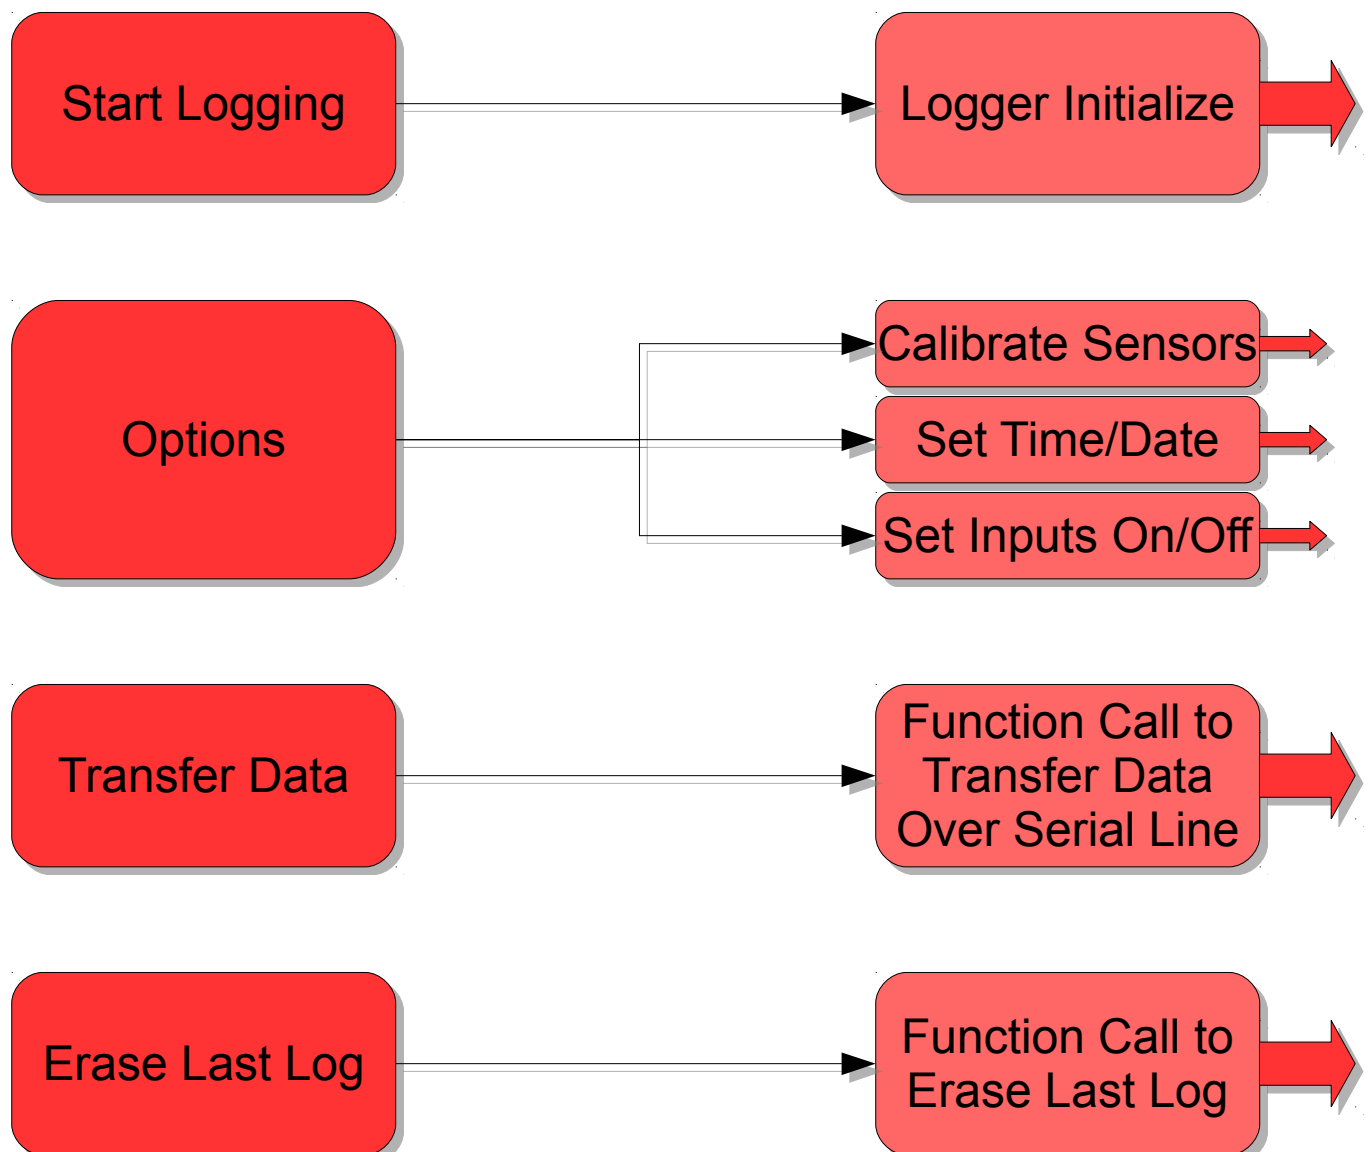 Start Logging
Logger Initialize
Options
Calibrate Sensors
Set Time/Date
Set Inputs On/Off
Transfer Data
Function Call to
Transfer Data
Over Serial Line
Erase Last Log
Function Call to
Erase Last Log